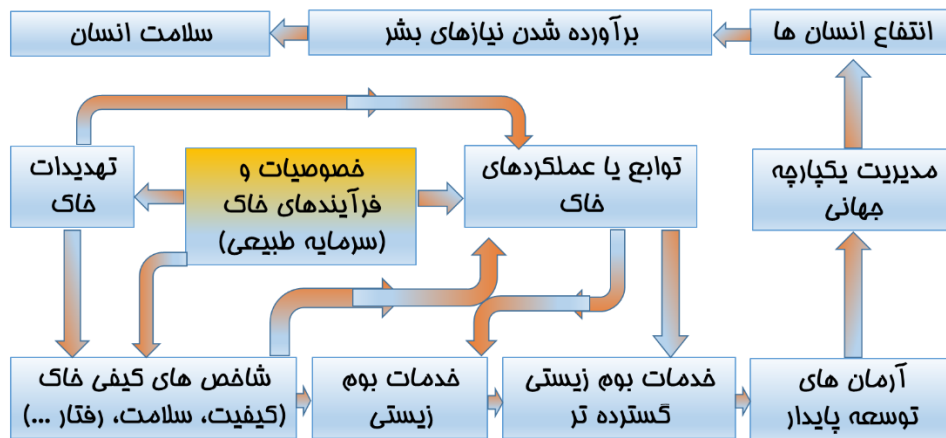 انتفاع انسان ها
برآورده شدن نیازهای بشر
سلامت انسان
مدیریت یکپارچه
جهانی
توابع یا عملکردهای
خاک
خصوصیات و
فرآیندهای خاک
(سرمایه طبیعی)
تهدیدات
خاک
شاخص های کیفی خاک
(کیفیت، سلامت، رفتار ...)
خدمات بوم
زیستی
خدمات بوم زیستی
گسترده تر
آرمان های
توسعه پایدار